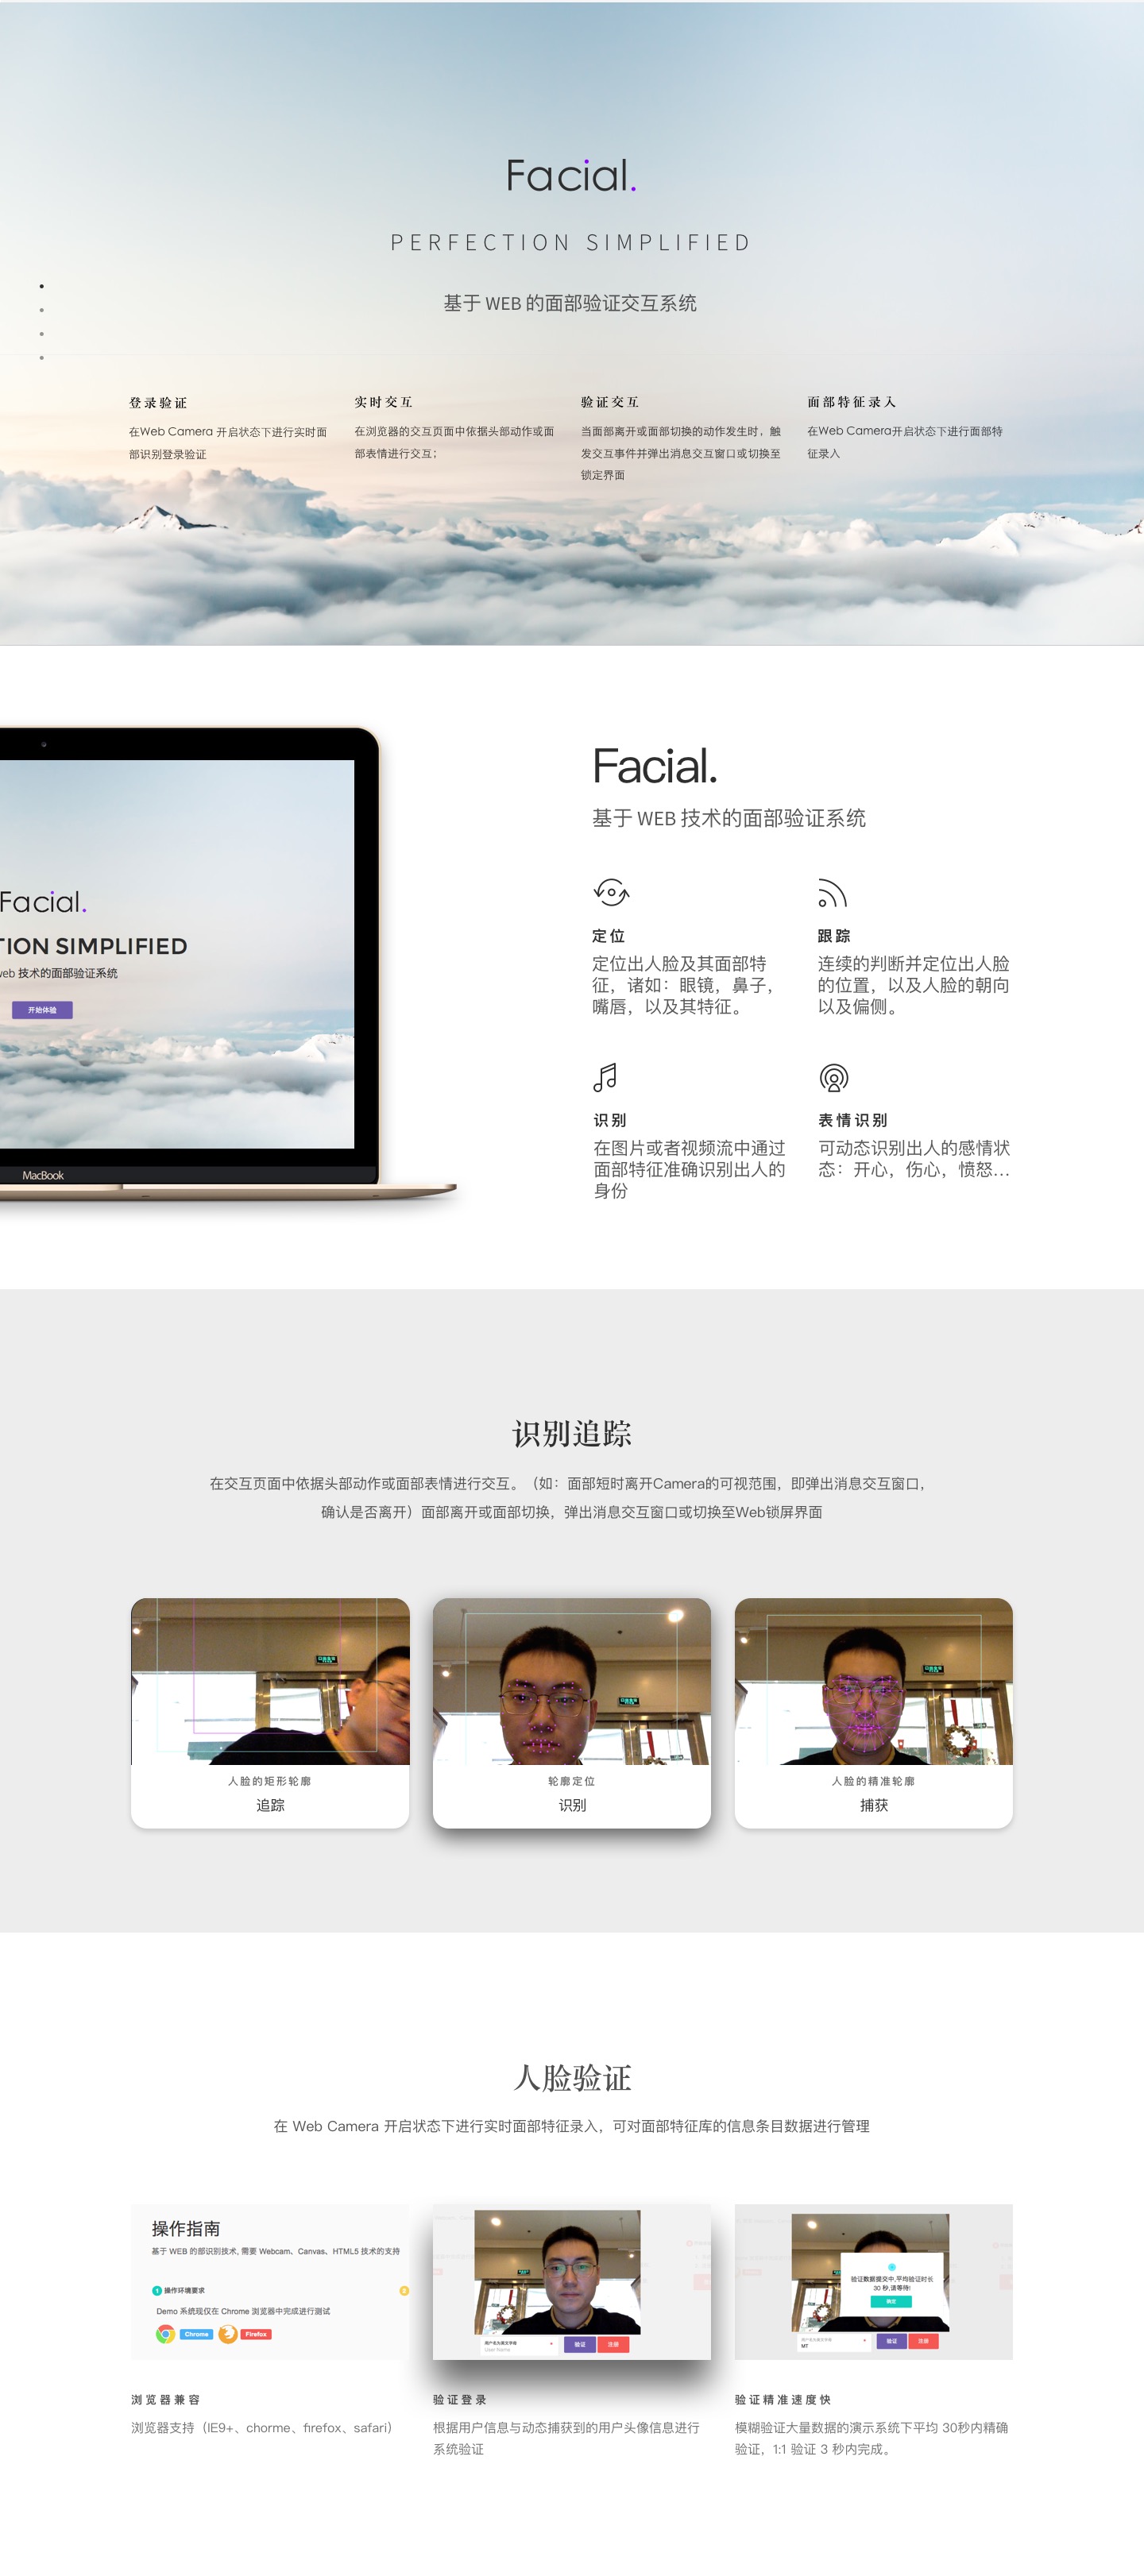 Facial.
PERFECTION SIMPLIFIED
基于 WEB 的面部验证交互系统
登录验证
在Web Camera 开启状态下进行实时面
部识别登录验证
实时交互
在浏览器的交互页面中依据头部动作或面
部表情进行交互；
验证交互
当面部离开或面部切换的动作发生时，触
发交互事件并弹出消息交互窗口或切换至
锁定界面
面部特征录入
在Web Camera开启状态下进行面部特
征录入
Facial.
TION SIMPLIFIED
web 技术的面部验证系统
开始体验
MacBook
Facial.
基于 WEB 技术的面部验证系统
定位
定位出人脸及其面部特
征，诸如：眼镜，鼻子，
嘴唇，以及其特征。
跟踪
连续的判断并定位出人脸
的位置，以及人脸的朝向
以及偏侧。
识别
在图片或者视频流中通过
面部特征准确识别出人的
身份
表情识别
可动态识别出人的感情状
态：开心，伤心，愤怒...
识别追踪
在交互页面中依据头部动作或面部表情进行交互。（如：面部短时离开Camera的可视范围，即弹出消息交互窗口，
确认是否离开）面部离开或面部切换，弹出消息交互窗口或切换至Web锁屏界面
人脸的矩形轮廓
追踪
轮廓定位
识别
人脸的精准轮廓
捕获
人脸验证
在 Web Camera 开启状态下进行实时面部特征录入，可对面部特征库的信息条目数据进行管理
操作指南
基于 WEB 的部识别技术, 需要 Webcam、Canvas、HTML5 技术的支持
1 操作环境要求
2
Demo 系统现仅在 Chrome 浏览器中完成进行测试
Chrome
Firefox
用户名为英文字母
User Name
验证
注册
验证数据提交中,平均验证时长
30 秒,请等待!
确定
用户名为英文字母
MT
验证
注册
浏览器兼容
浏览器支持（IE9+、chorme、firefox、safari）
验证登录
根据用户信息与动态捕获到的用户头像信息进行
系统验证
验证精准速度快
模糊验证大量数据的演示系统下平均 30秒内精确
验证，1:1 验证 3 秒内完成。